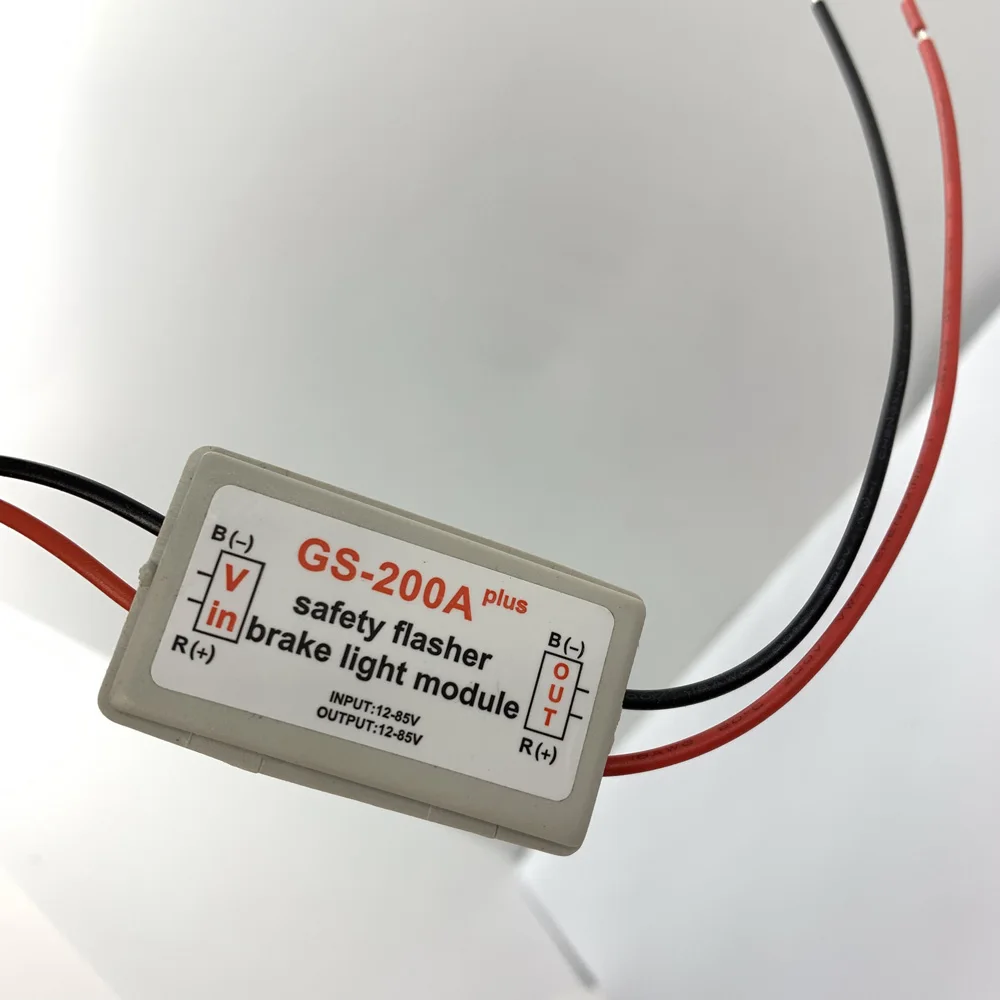 GS-200A plus
safety flasher
brake light module
INPUT:12-85V
OUTPUT:12-85V
B(-)
V
in
R(+)
B(-)
OUT
R(+)